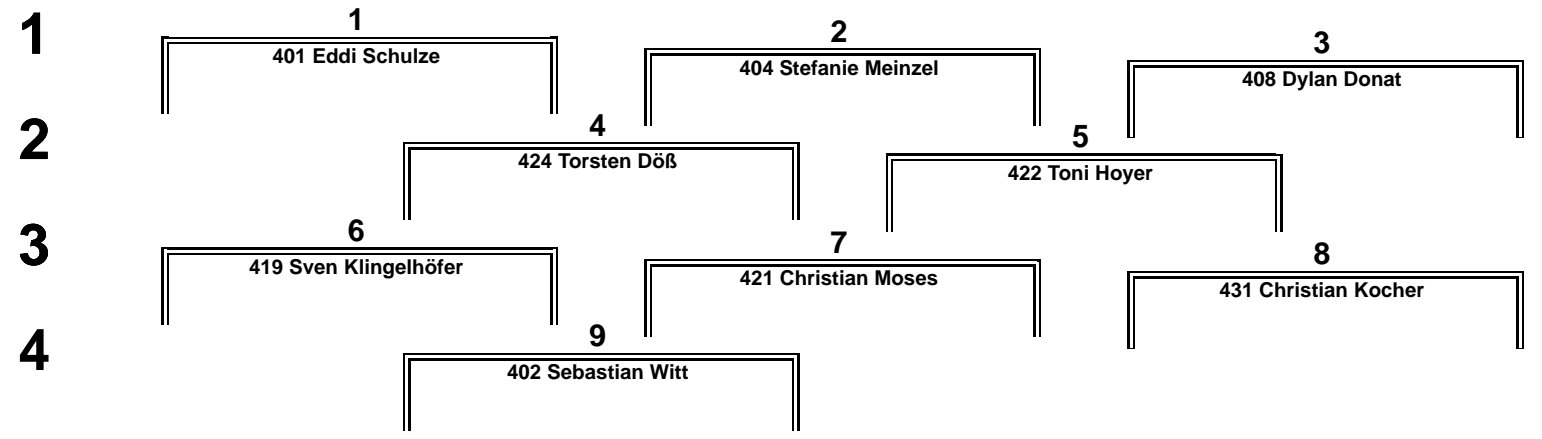 1
1
401 Eddi Schulze
2
404 Stefanie Meinzel
3
408 Dylan Donat
2
4
424 Torsten Döß
5
422 Toni Hoyer
3
6
419 Sven Klingelhöfer
7
421 Christian Moses
8
431 Christian Kocher
4
9
402 Sebastian Witt